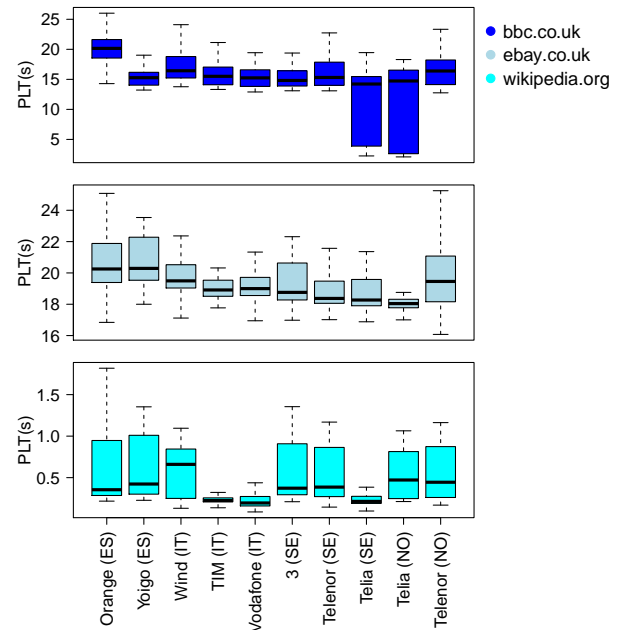 PLT(s)
25
20
15
10
5
bbc.co.uk
ebay.co.uk
wikipedia.org
PLT(s)
24
22
20
18
16
PLT(s)
1.5
1.0
0.5
Orange (ES)
Yoigo (ES)
Wind (IT)
TIM (IT)
Vodafone (IT)
3 (SE)
Telenor (SE)
Telia (SE)
Telia (NO)
Telenor (NO)